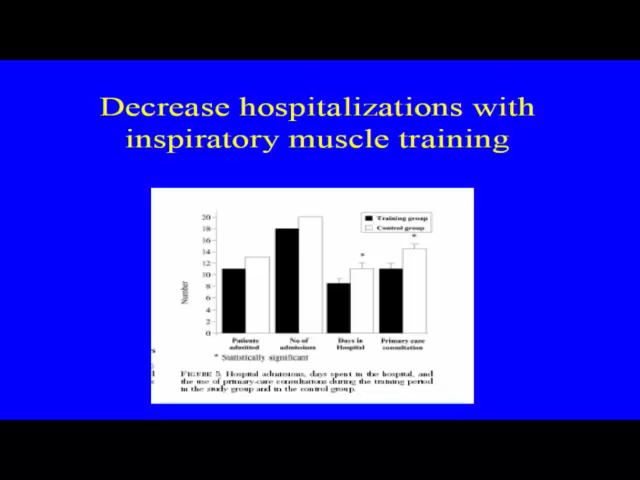 Decrease hospitalizations with
inspiratory muscle training
20
18
16
14
12
10
8
6
4
2
0
Number
Training group
Control group
*
*
Patients admitted
No of admissions
Days in Hospital
Primary care consultation
* Statistically significant
FIGURE 5. Hospital admissions, days spent in the hospital, and
the use of primary-care consultations during the training period
in the study group and in the control group.